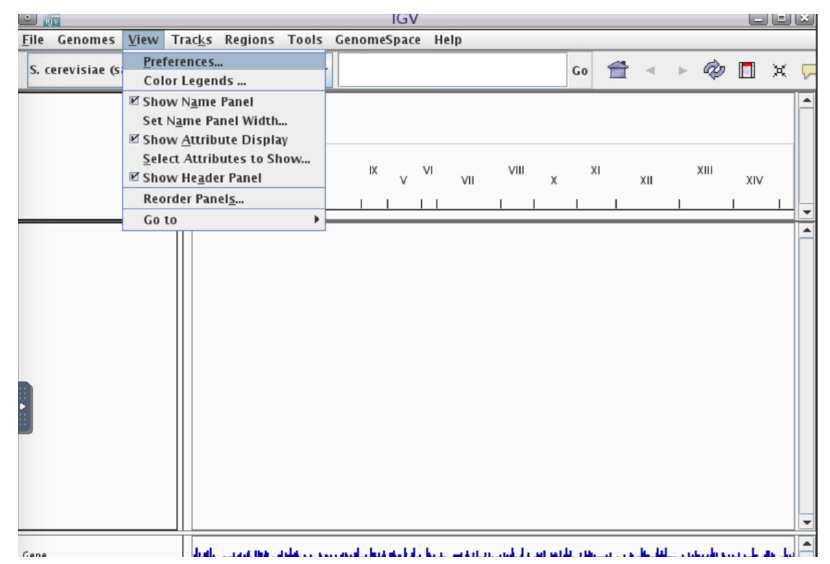 IGV
File Genomes View Tracks Regions Tools GenomeSpace Help
S. cerevisiae (s
Go
Preferences...
Color Legends ...
Show Name Panel
Set Name Panel Width...
Show Attribute Display
Select Attributes to Show...
Show Header Panel
Reorder Panels...
Go to
IX V VI VII VIII X XI XII XIII XIV
Gene